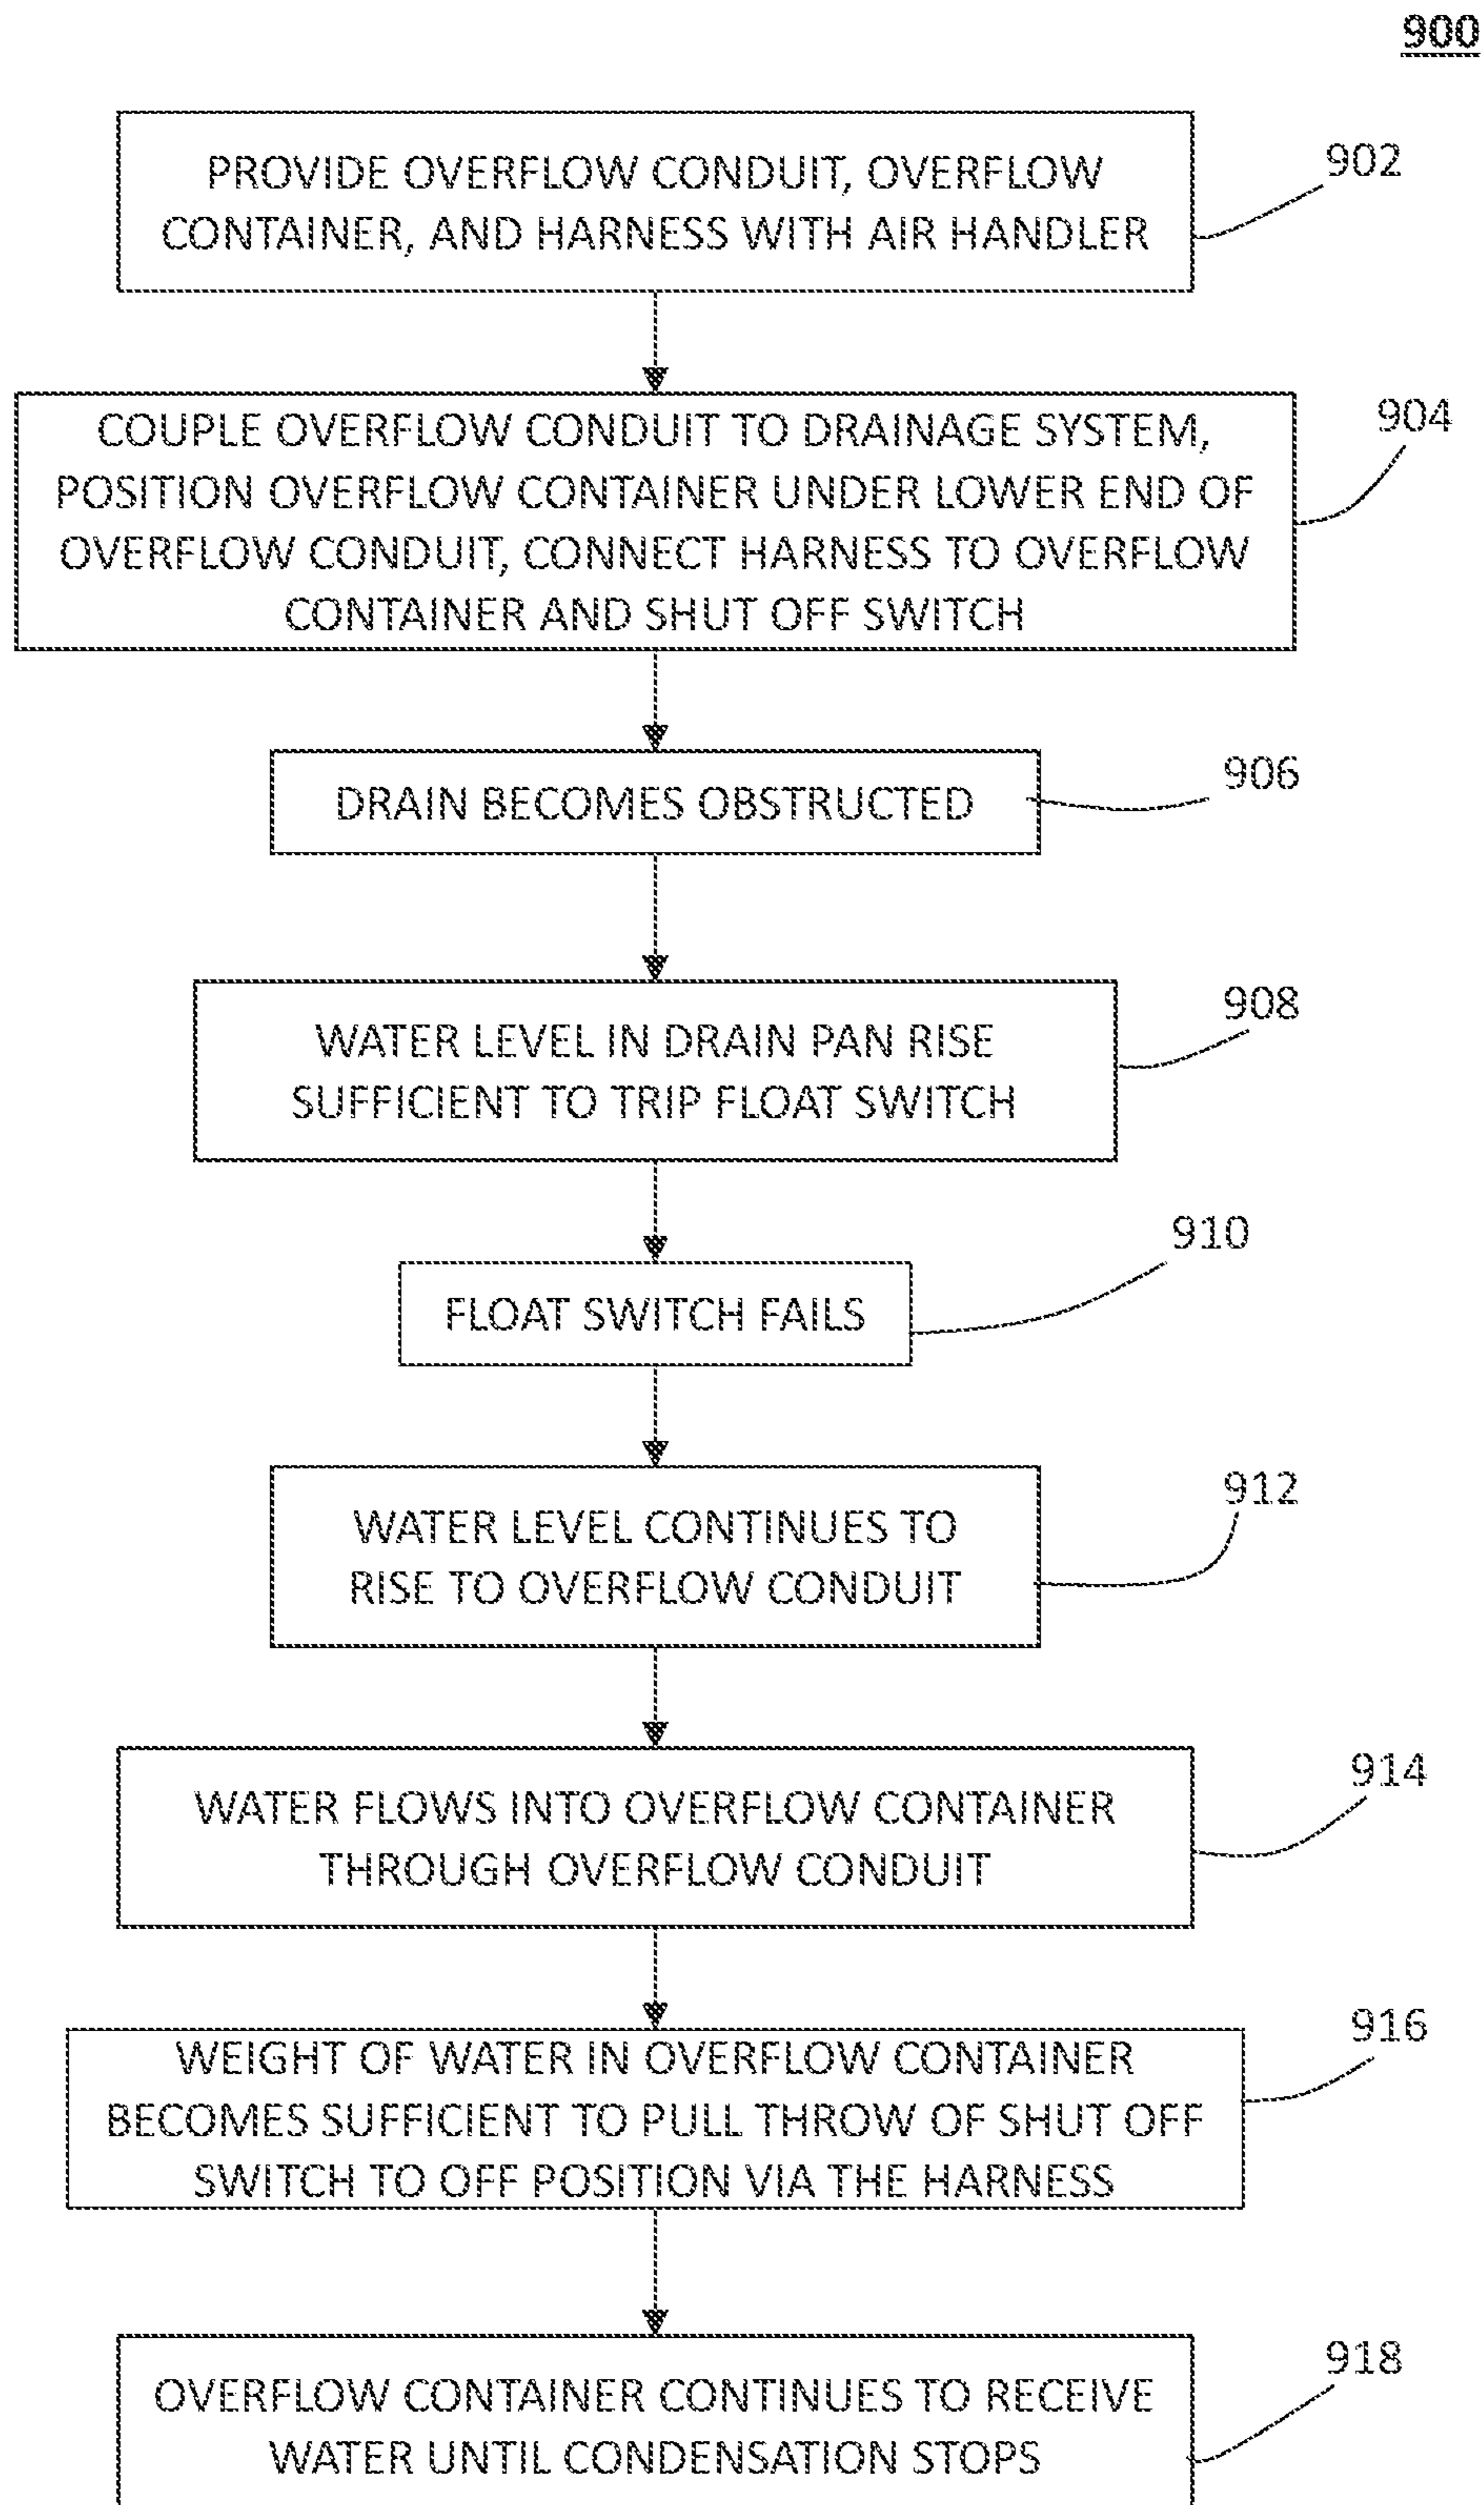 900
PROVIDE OVERFLOW CONDUIT, OVERFLOW
CONTAINER, AND HARNESS WITH AIR HANDLER
902
COUPLE OVERFLOW CONDUIT TO DRAINAGE SYSTEM,
POSITION OVERFLOW CONTAINER UNDER LOWER END OF
OVERFLOW CONDUIT, CONNECT HARNESS TO OVERFLOW
CONTAINER AND SHUT OFF SWITCH
904
DRAIN BECOMES OBSTRUCTED
906
WATER LEVEL IN DRAIN PAN RISE
SUFFICIENT TO TRIP FLOAT SWITCH
908
FLOAT SWITCH FAILS
910
WATER LEVEL CONTINUES TO
RISE TO OVERFLOW CONDUIT
912
WATER FLOWS INTO OVERFLOW CONTAINER
THROUGH OVERFLOW CONDUIT
914
WEIGHT OF WATER IN OVERFLOW CONTAINER
BECOMES SUFFICIENT TO PULL THROW OF SHUT OFF
SWITCH TO OFF POSITION VIA THE HARNESS
916
OVERFLOW CONTAINER CONTINUES TO RECEIVE
WATER UNTIL CONDENSATION STOPS
918